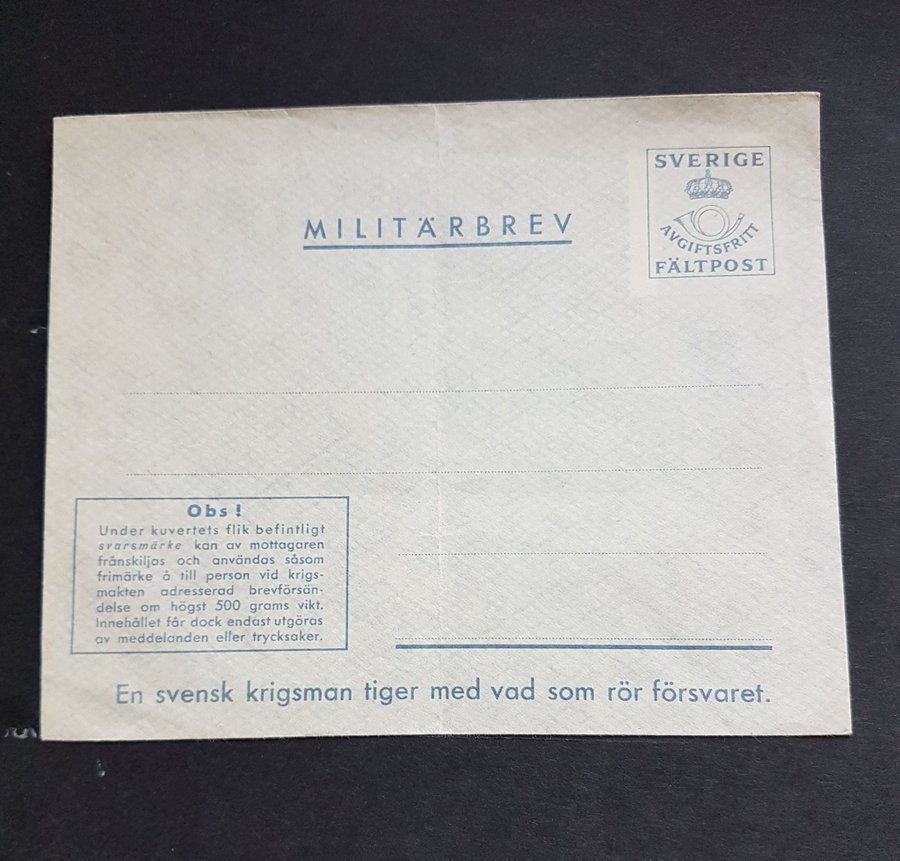 SVERIGE
AVGIFTSFRITT
FÄLTPOST
MILITÄRBREV
Obs!
Under kuvertets flik befintligt
svarsmärke kan av mottagaren
frånskiljas och användas såsom
frimärke å till person vid krigs-
makten adresserad brevförsän-
delse om högst 500 grams vikt.
Innehållet får dock endast utgöras
av meddelanden eller trycksaker.
En svensk krigsman tiger med vad som rör försvaret.